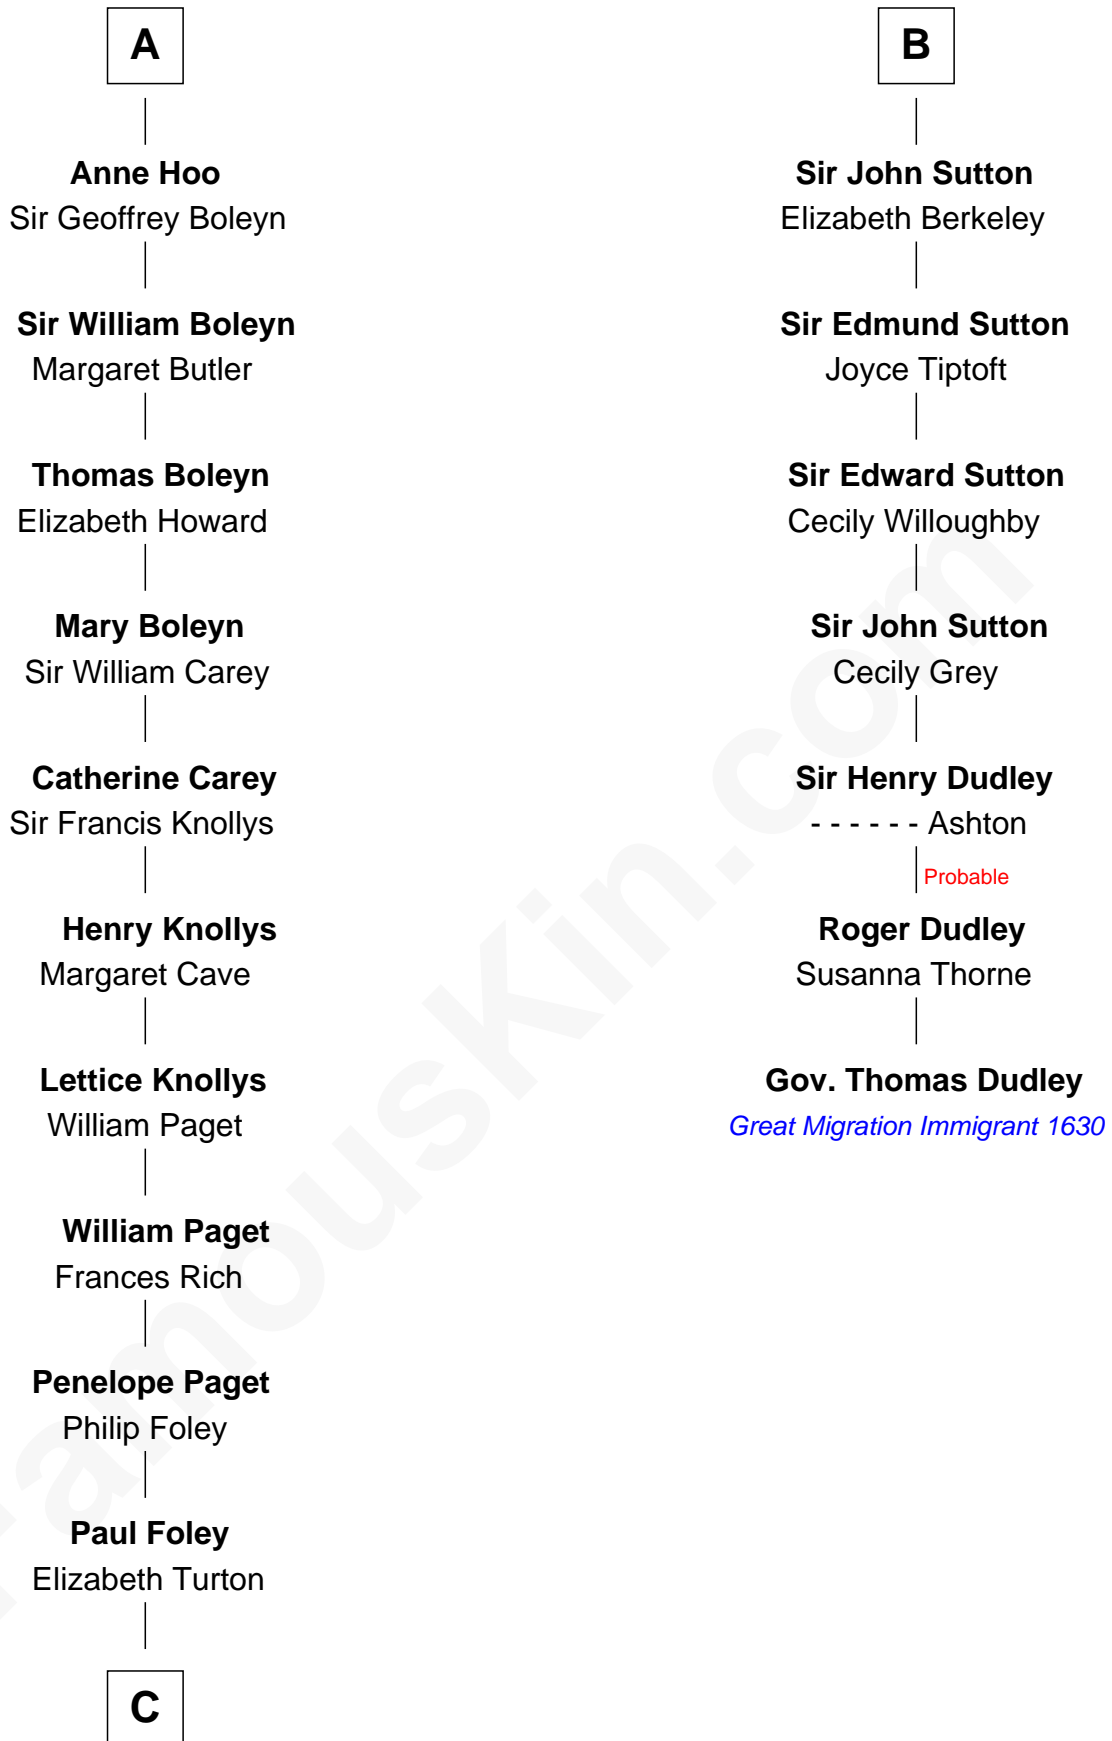 A
Anne Hoo
Sir Geoffrey Boleyn
Sir William Boleyn
Margaret Butler
Thomas Boleyn
Elizabeth Howard
Mary Boleyn
Sir William Carey
Catherine Carey
Sir Francis Knollys
Henry Knollys
Margaret Cave
Lettice Knollys
William Paget
William Paget
Frances Rich
Penelope Paget
Philip Foley
Paul Foley
Elizabeth Turton
C
B
Sir John Sutton
Elizabeth Berkeley
Sir Edmund Sutton
Joyce Tiptoft
Sir Edward Sutton
Cecily Willoughby
Sir John Sutton
Cecily Grey
Sir Henry Dudley
- - - - - - Ashton
Probable
Roger Dudley
Susanna Thorne
Gov. Thomas Dudley
Great Migration Immigrant 1630
FamousKin.com